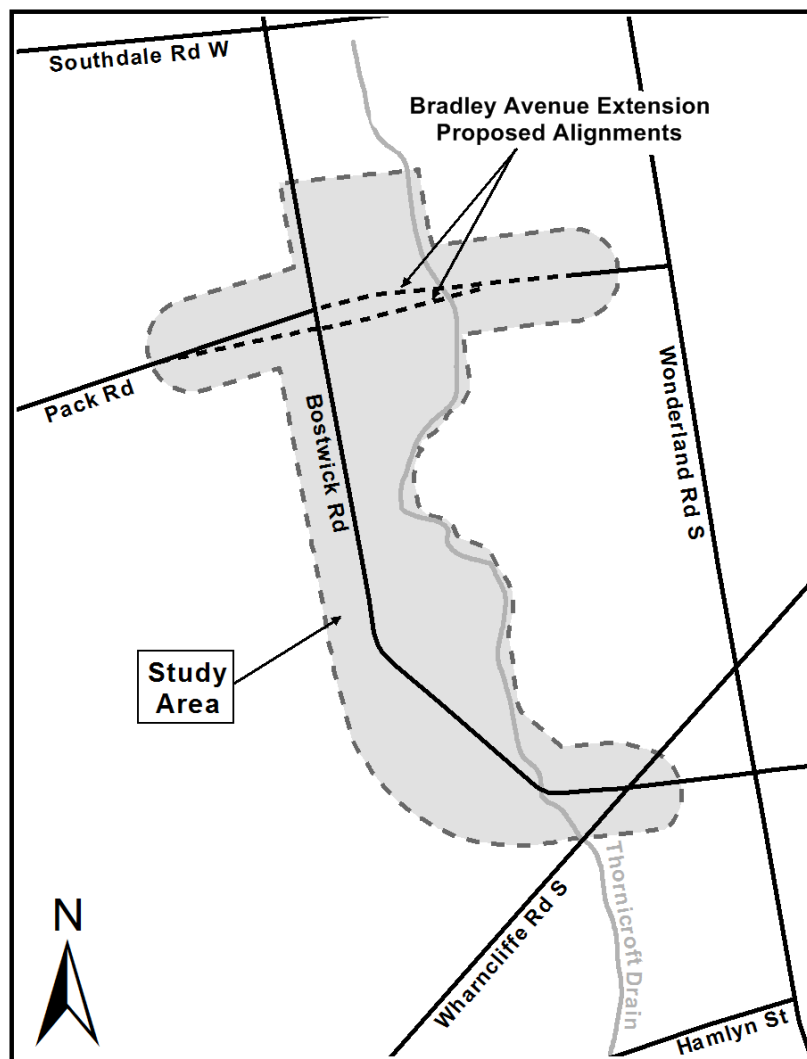 Southdale Rd W
Bradley Avenue Extension
Proposed Alignments
Pack Rd
Bostwick Rd
Wonderland Rd S
Study
Area
Thornicroft Drain
Wharncliffe Rd S
N
Hamlyn St